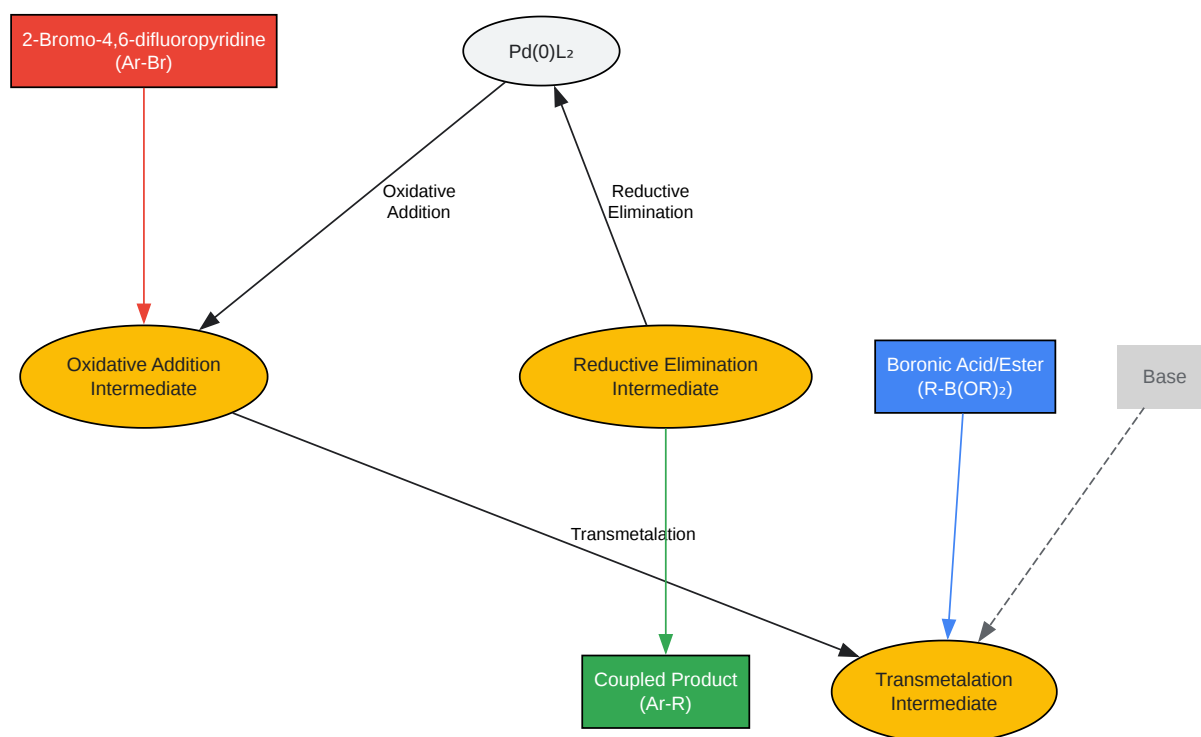 2-Bromo-4,6-difluoropyridine
(Ar-Br)
Pd(0)L₂
Oxidative
Addition
Reductive
Elimination
Oxidative Addition
Intermediate
Reductive Elimination
Intermediate
Boronic Acid/Ester
(R-B(OR)₂)
Base
Transmetalation
Coupled Product
(Ar-R)
Transmetalation
Intermediate